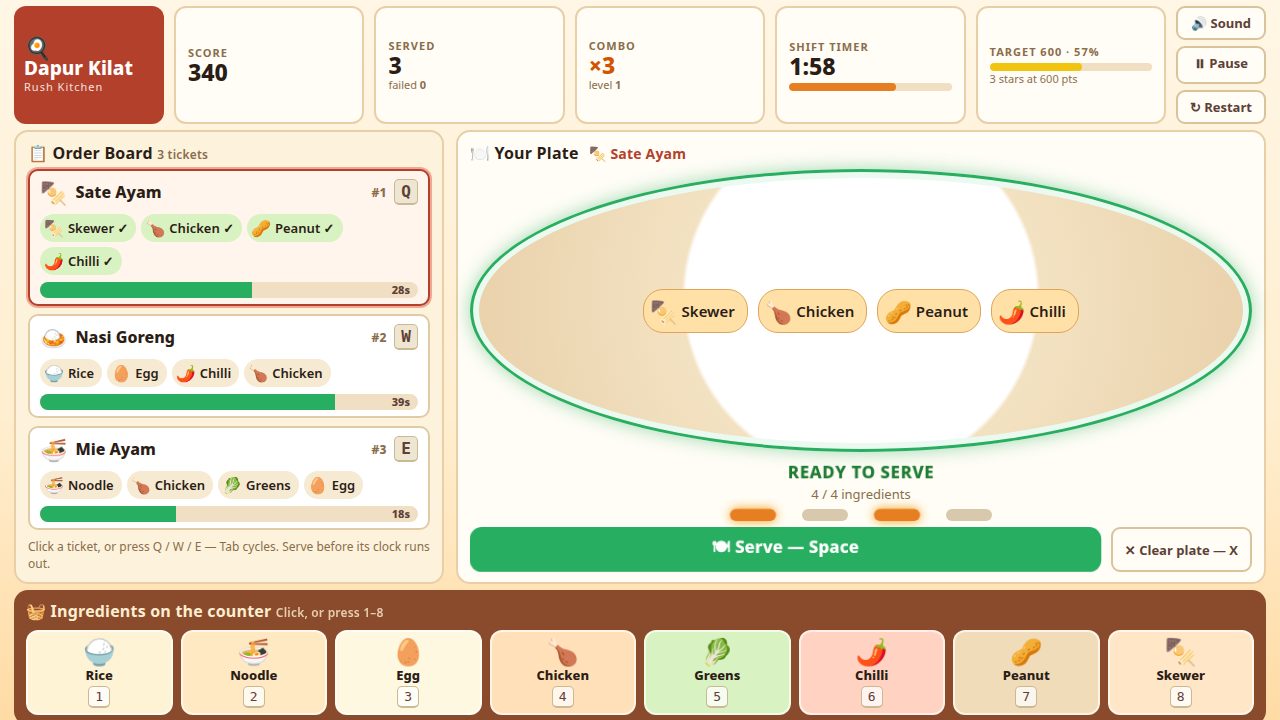 Dapur Kilat
Rush Kitchen
SCORE
340
SERVED
3
failed 0
COMBO
×3
level 1
SHIFT TIMER
1:58
TARGET 600 · 57%
3 stars at 600 pts
🔊 Sound
⏸ Pause
↻ Restart
📋 Order Board 3 tickets
Sate Ayam #1 Q
Skewer ✓ Chicken ✓ Peanut ✓
Chilli ✓
28s
Nasi Goreng #2 W
Rice Egg Chilli Chicken
39s
Mie Ayam #3 E
Noodle Chicken Greens Egg
18s
Click a ticket, or press Q / W / E — Tab cycles. Serve before its clock runs
out.
🍽️ Your Plate 🍢 Sate Ayam
Skewer Chicken Peanut Chilli
READY TO SERVE
4 / 4 ingredients
🍽 Serve — Space
✕ Clear plate — X
🧺 Ingredients on the counter Click, or press 1–8
Rice
1
Noodle
2
Egg
3
Chicken
4
Greens
5
Chilli
6
Peanut
7
Skewer
8